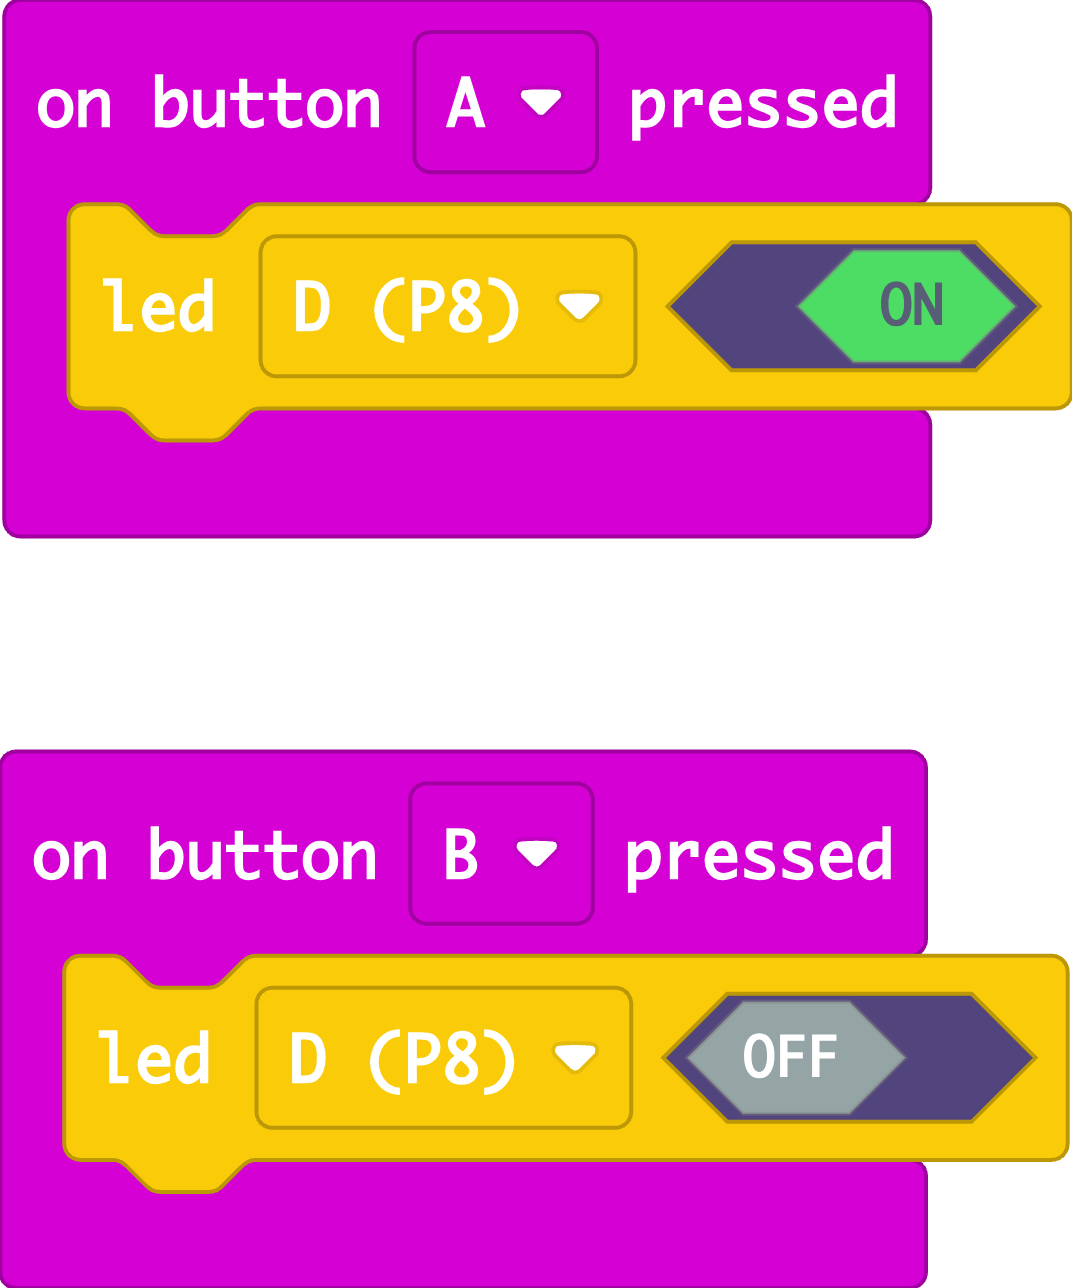 on button A pressed
led D (P8) ON
on button B pressed
led D (P8) OFF